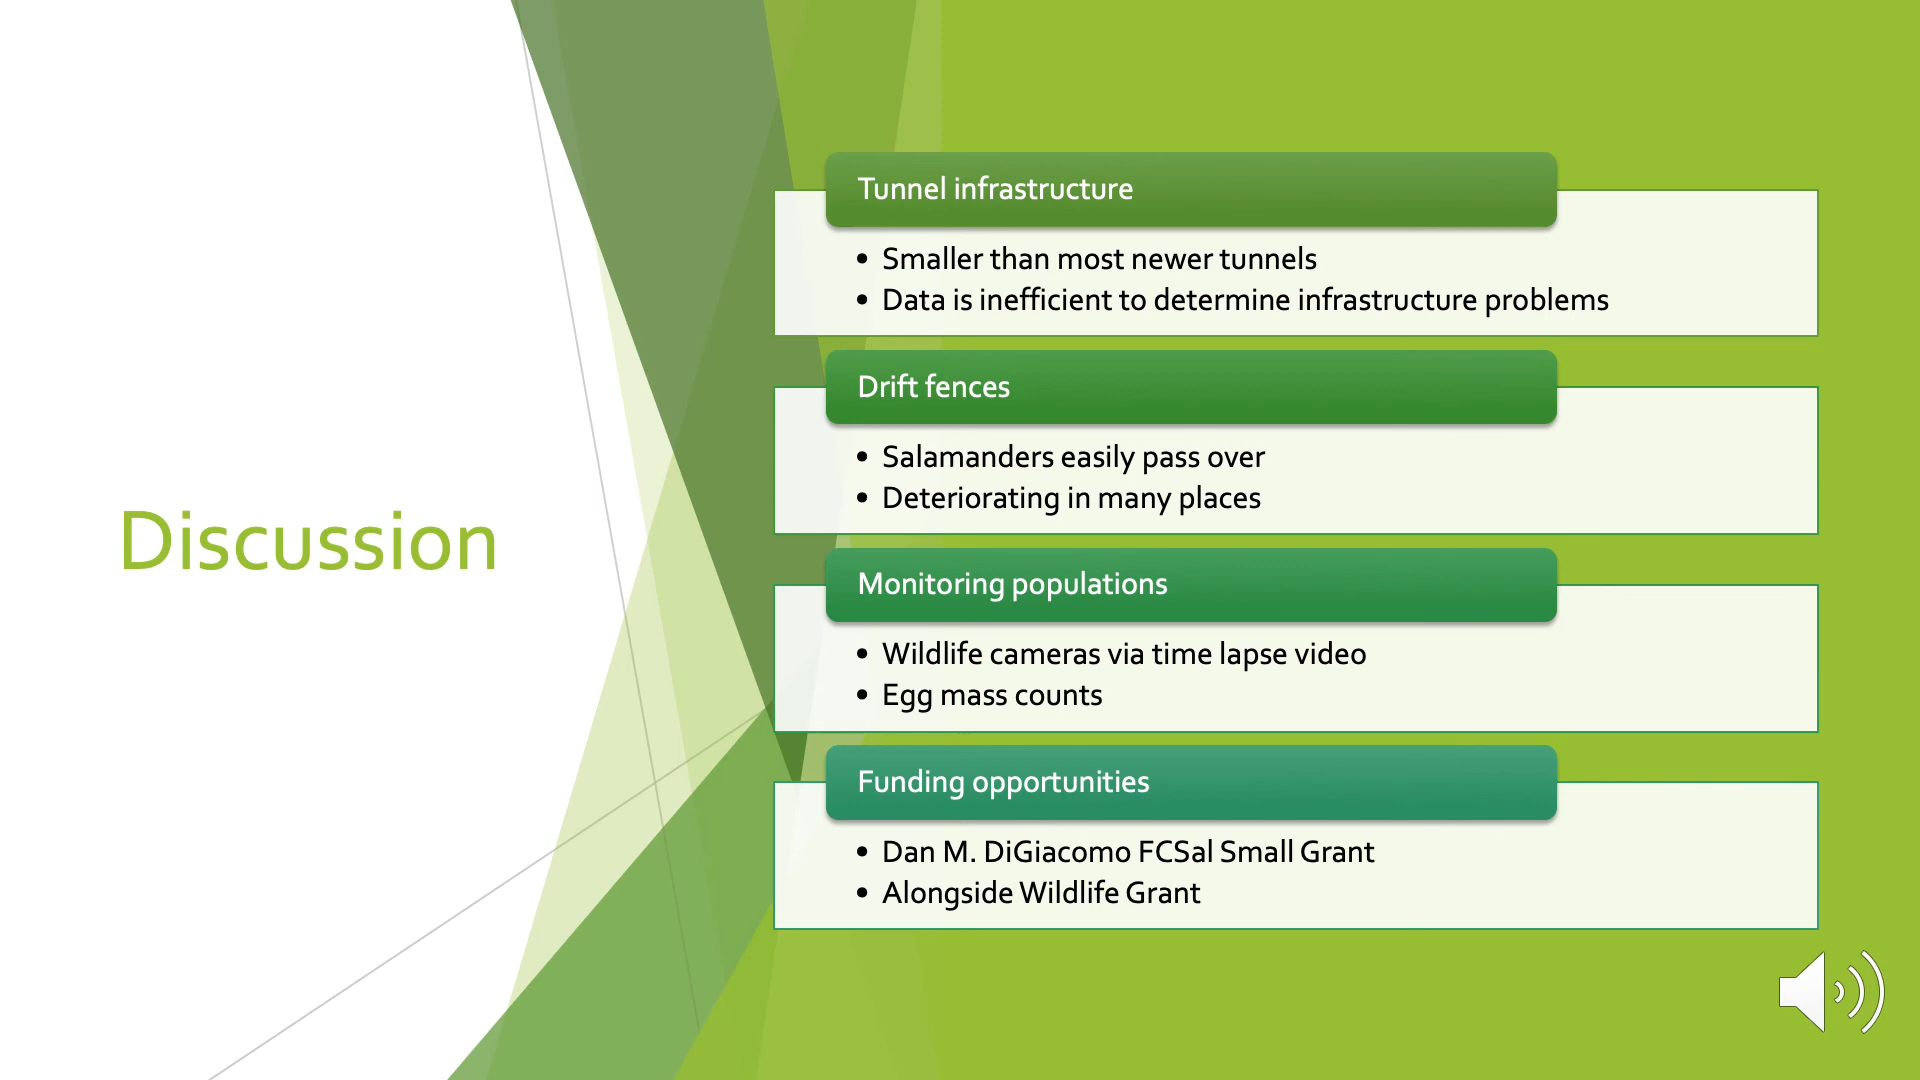 Discussion
Tunnel infrastructure
• Smaller than most newer tunnels
• Data is inefficient to determine infrastructure problems
Drift fences
• Salamanders easily pass over
• Deteriorating in many places
Monitoring populations
• Wildlife cameras via time lapse video
• Egg mass counts
Funding opportunities
• Dan M. DiGiacomo FCSal Small Grant
• Alongside Wildlife Grant